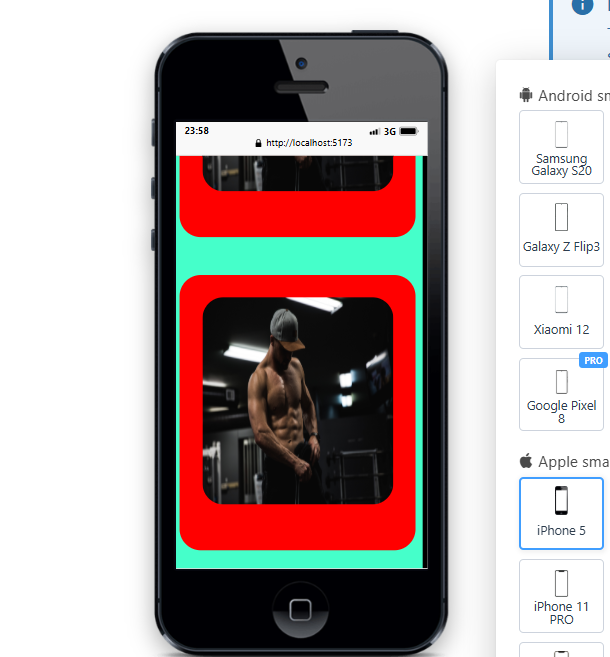 23:58
3G
http://localhost:5173
Android sm
Samsung
Galaxy S20
Galaxy Z Flip3
Xiaomi 12
PRO
Google Pixel
8
Apple sma
iPhone 5
iPhone 11
PRO